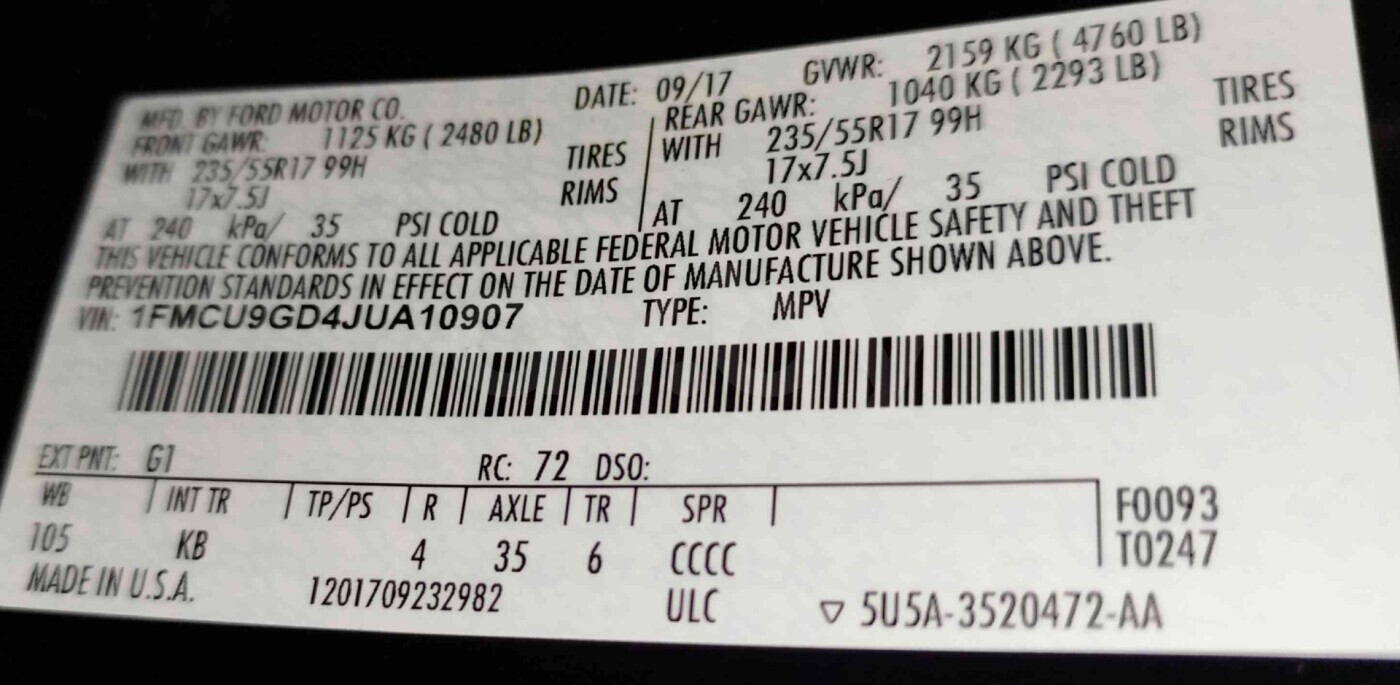 MFD. BY FORD MOTOR CO. DATE: 09/17 GVWR: 2159 KG ( 4760 LB)
FRONT GAWR: 1125 KG ( 2480 LB) REAR GAWR: 1040 KG ( 2293 LB)
WITH 235/55R17 99H TIRES WITH 235/55R17 99H TIRES
17x7.5J RIMS 17x7.5J RIMS
AT 240 kPa/ 35 PSI COLD AT 240 kPa/ 35 PSI COLD
THIS VEHICLE CONFORMS TO ALL APPLICABLE FEDERAL MOTOR VEHICLE SAFETY AND THEFT
PREVENTION STANDARDS IN EFFECT ON THE DATE OF MANUFACTURE SHOWN ABOVE.
VIN: 1FMCU9GD4JUA10907 TYPE: MPV
EXT PNT: G1 RC: 72 DSO:
WB INT TR TP/PS R AXLE TR SPR F0093
105 KB 4 35 6 CCCC T0247
MADE IN U.S.A. 1201709232982 ULC ▽ 5U5A-3520472-AA